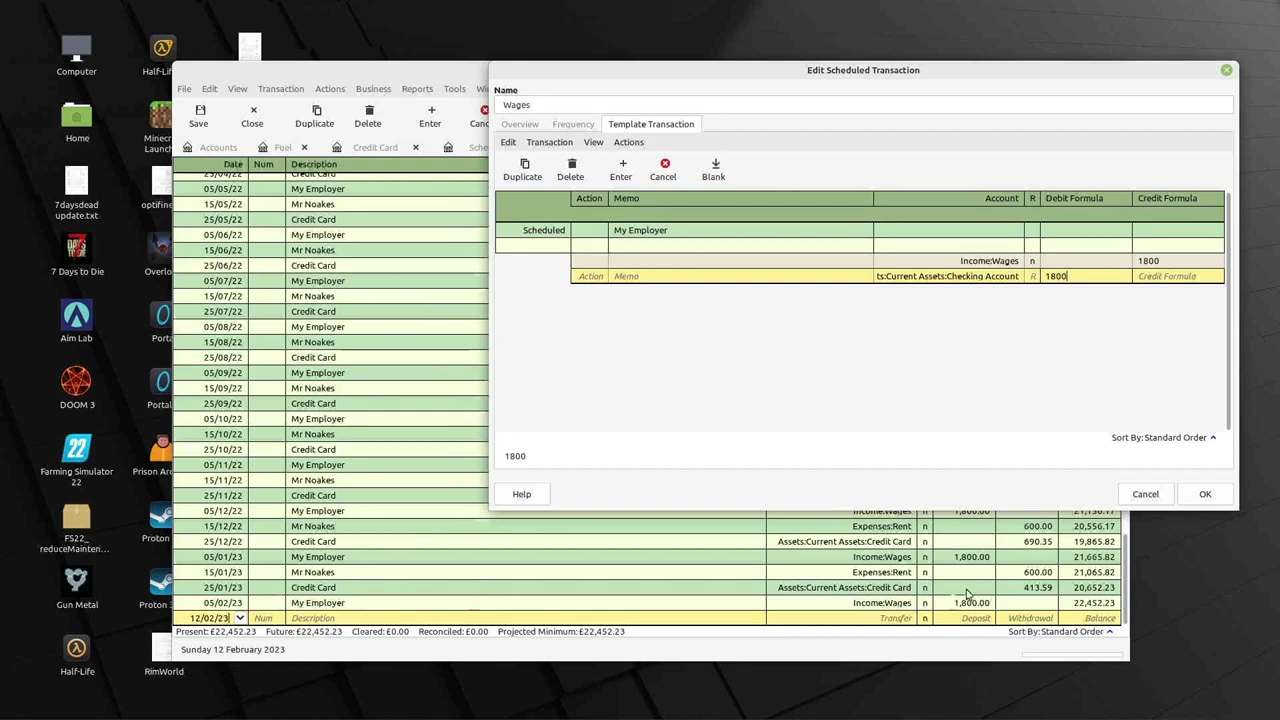 Computer
Half-Life
Home
Minecr
Launch
7daysdead
update.txt
optifine
7 Days to Die
Overlo
Aim Lab
Porta
DOOM 3
Portal
Farming Simulator
22
Prison Arc
FS22_
reduceMainten...
Proton
Gun Metal
Proton 3
Half-Life
RimWorld
File Edit View Transaction Actions Business Reports Tools Wi
Save Close Duplicate Delete Enter Canc
Accounts Fuel Credit Card Sche
Date Num Description
25/04/22 Credit Card
05/05/22 My Employer
15/05/22 Mr Noakes
25/05/22 Credit Card
05/06/22 My Employer
15/06/22 Mr Noakes
25/06/22 Credit Card
05/07/22 My Employer
15/07/22 Mr Noakes
25/07/22 Credit Card
05/08/22 My Employer
15/08/22 Mr Noakes
25/08/22 Credit Card
05/09/22 My Employer
15/09/22 Mr Noakes
25/09/22 Credit Card
05/10/22 My Employer
15/10/22 Mr Noakes
25/10/22 Credit Card
05/11/22 My Employer
15/11/22 Mr Noakes
25/11/22 Credit Card
05/12/22 My Employer Income:Wages n 1,800.00 21,156.17
15/12/22 Mr Noakes Expenses:Rent n 600.00 20,556.17
25/12/22 Credit Card Assets:Current Assets:Credit Card n 690.35 19,865.82
05/01/23 My Employer Income:Wages n 1,800.00 21,665.82
15/01/23 Mr Noakes Expenses:Rent n 600.00 21,065.82
25/01/23 Credit Card Assets:Current Assets:Credit Card n 413.59 20,652.23
05/02/23 My Employer Income:Wages n 1,800.00 22,452.23
12/02/23 Num Description Transfer n Deposit Withdrawal Balance
Present: £22,452.23 Future: £22,452.23 Cleared: £0.00 Reconciled: £0.00 Projected Minimum: £22,452.23 Sort By: Standard Order
Sunday 12 February 2023
Edit Scheduled Transaction
Name
Wages
Overview Frequency Template Transaction
Edit Transaction View Actions
Duplicate Delete Enter Cancel Blank
Action Memo Account R Debit Formula Credit Formula
Scheduled My Employer
Income:Wages n 1800
Action Memo ts:Current Assets:Checking Account R 1800 Credit Formula
Sort By: Standard Order
1800
Help Cancel OK